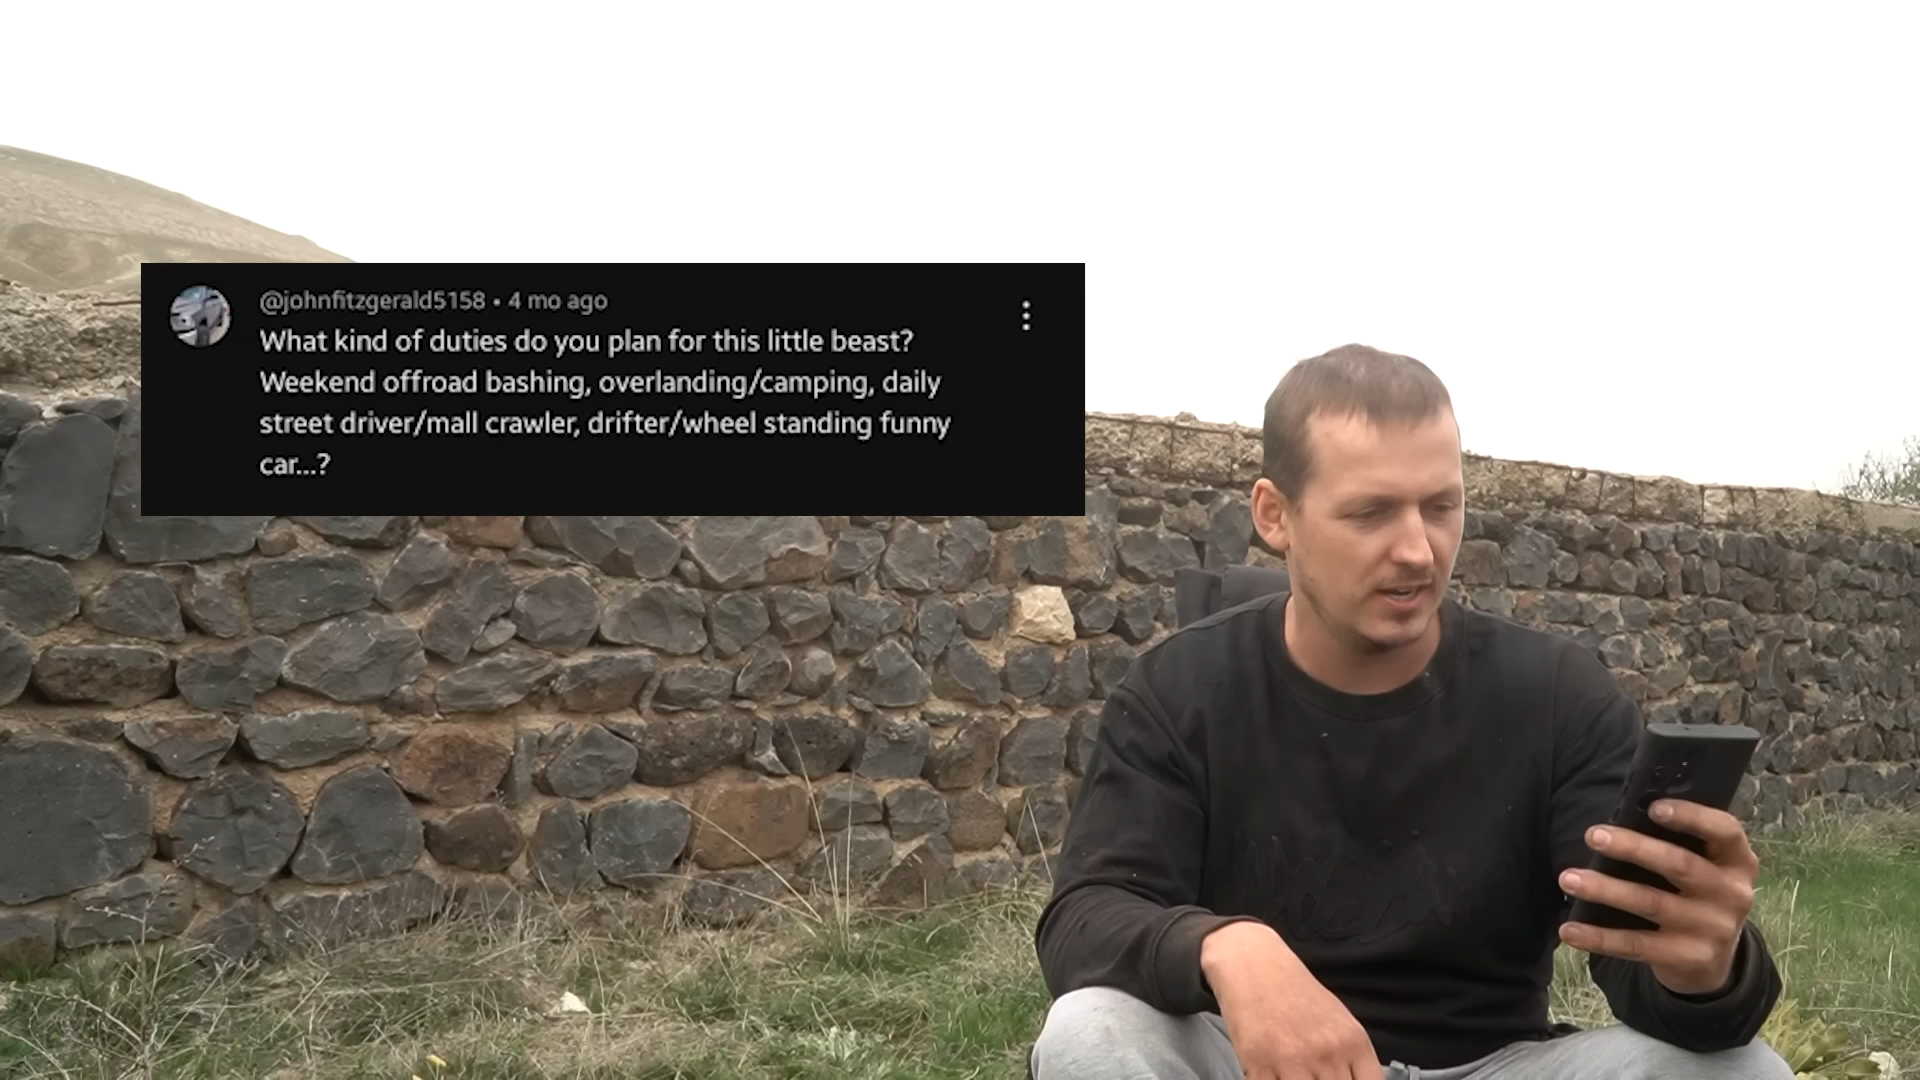 @johnfitzgerald5158 • 4 mo ago
What kind of duties do you plan for this little beast?
Weekend offroad bashing, overlanding/camping, daily
street driver/mall crawler, drifter/wheel standing funny
car...?